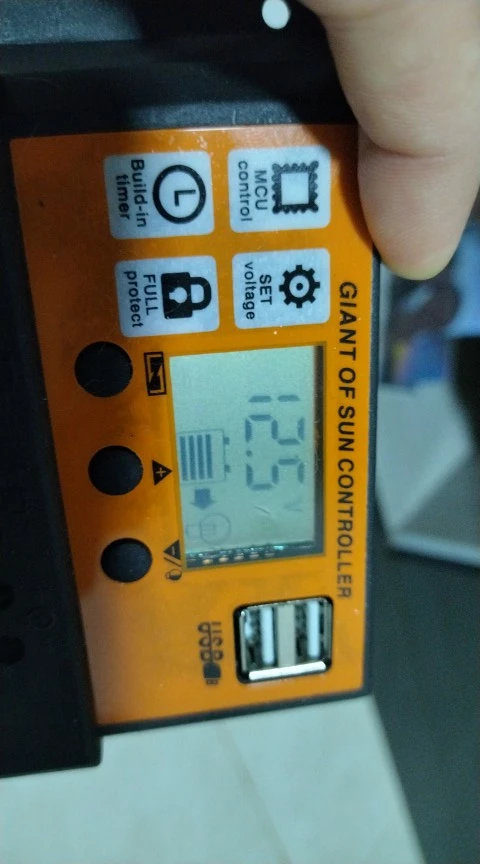 GIANT OF SUN CONTROLLER
MCU
control
SET
voltage
Build-in
timer
FULL
protect
12.5 V
+
-/
USB